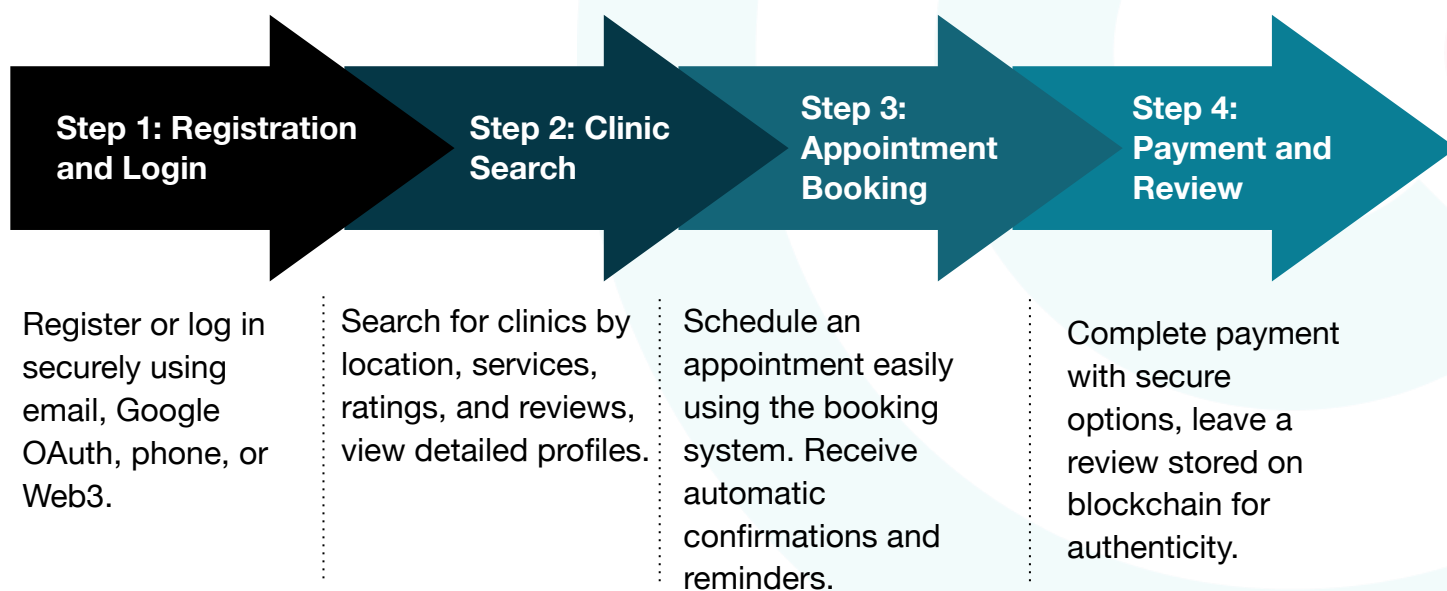 Step 1: Registration
and Login
Step 2: Clinic
Search
Step 3:
Appointment
Booking
Step 4:
Payment and
Review
Register or log in
securely using
email, Google
OAuth, phone, or
Web3.
Search for clinics by
location, services,
ratings, and reviews,
view detailed profiles.
Schedule an
appointment easily
using the booking
system. Receive
automatic
confirmations and
reminders.
Complete payment
with secure
options, leave a
review stored on
blockchain for
authenticity.